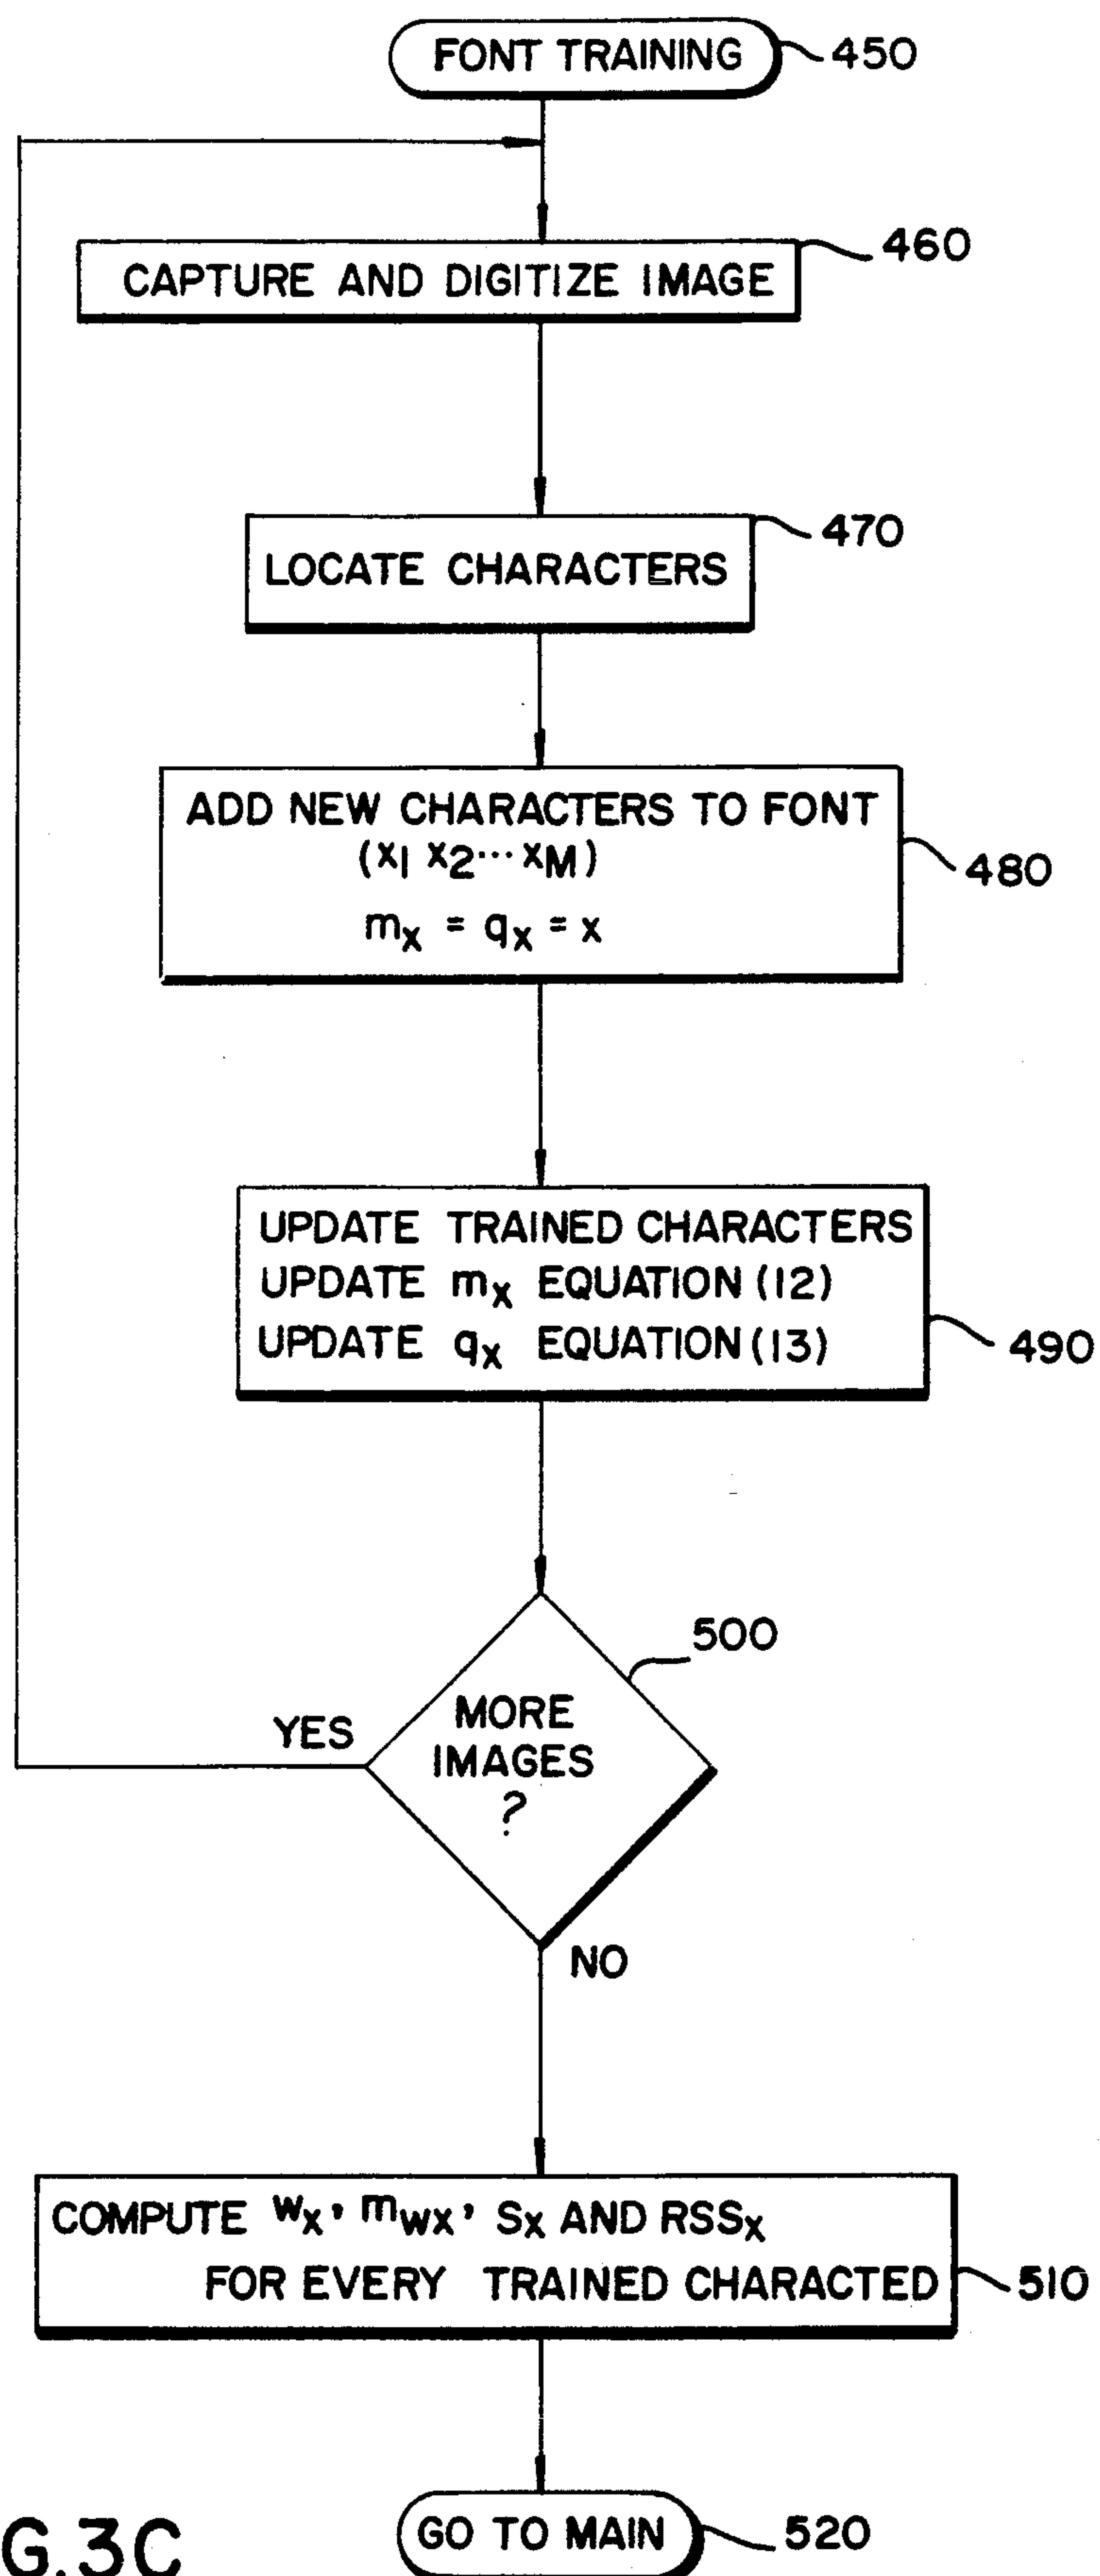 FONT TRAINING 450
CAPTURE AND DIGITIZE IMAGE 460
LOCATE CHARACTERS 470
ADD NEW CHARACTERS TO FONT
(x1 x2... xM)
mx = qx = x
480
UPDATE TRAINED CHARACTERS
UPDATE mx EQUATION (12)
UPDATE qx EQUATION (13)
490
500
MORE
IMAGES
?
YES
NO
COMPUTE wx, mwx, Sx AND RSSx
FOR EVERY TRAINED CHARACTED 510
GO TO MAIN 520
G.3C